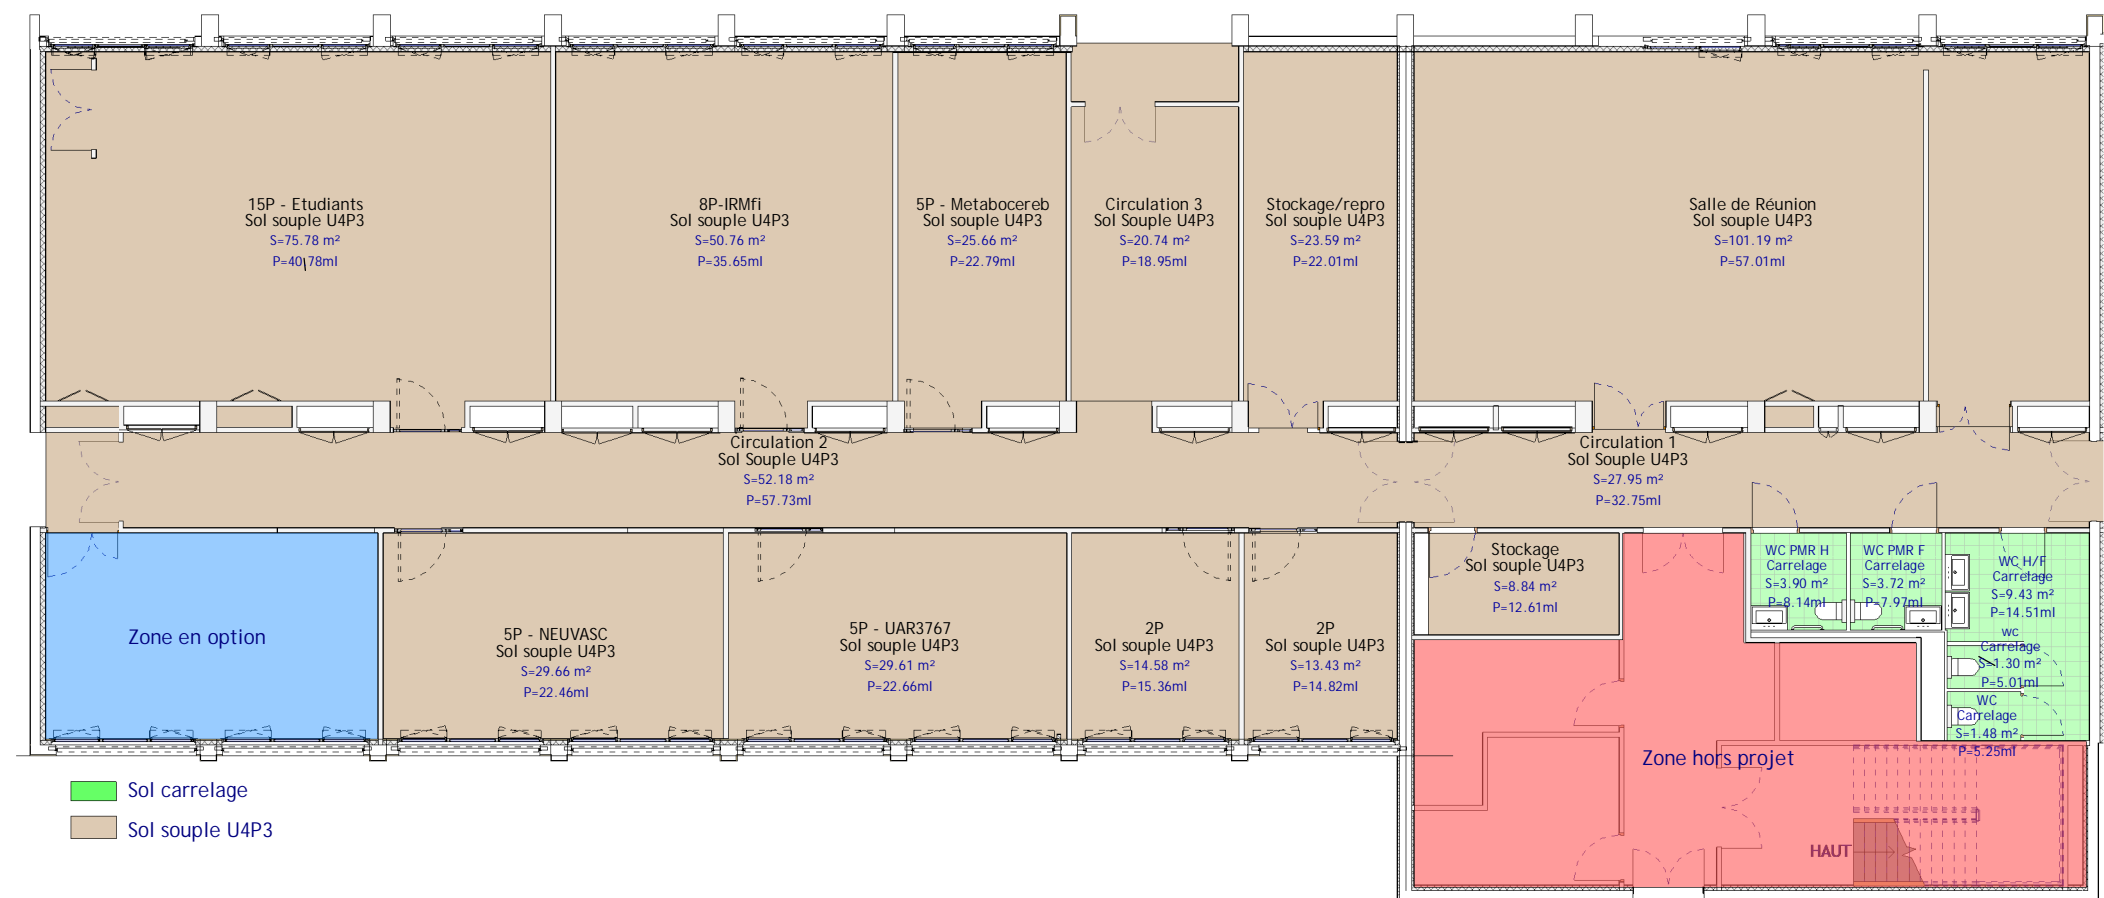 15P - Etudiants
Sol souple U4P3
S=75.78 m²
P=40.78ml
8P-IRMfi
Sol souple U4P3
S=50.76 m²
P=35.65ml
5P - Metabocereb
Sol souple U4P3
S=25.66 m²
P=22.79ml
Circulation 3
Sol Souple U4P3
S=20.74 m²
P=18.95ml
Stockage/repro
Sol souple U4P3
S=23.59 m²
P=22.01ml
Salle de Réunion
Sol souple U4P3
S=101.19 m²
P=57.01ml
Circulation 2
Sol Souple U4P3
S=52.18 m²
P=57.73ml
Circulation 1
Sol Souple U4P3
S=27.95 m²
P=32.75ml
Zone en option
5P - NEUVASC
Sol souple U4P3
S=29.66 m²
P=22.46ml
5P - UAR3767
Sol souple U4P3
S=29.61 m²
P=22.66ml
2P
Sol souple U4P3
S=14.58 m²
P=15.36ml
2P
Sol souple U4P3
S=13.43 m²
P=14.82ml
Stockage
Sol souple U4P3
S=8.84 m²
P=12.61ml
WC PMR H
Carrelage
S=3.90 m²
P=8.14ml
WC PMR F
Carrelage
S=3.72 m²
P=7.97ml
WC H/F
Carrelage
S=9.43 m²
P=14.51ml
WC
Carrelage
S=1.30 m²
P=5.01ml
WC
Carrelage
S=1.48 m²
P=5.25ml
Zone hors projet
HAUT
Sol carrelage
Sol souple U4P3